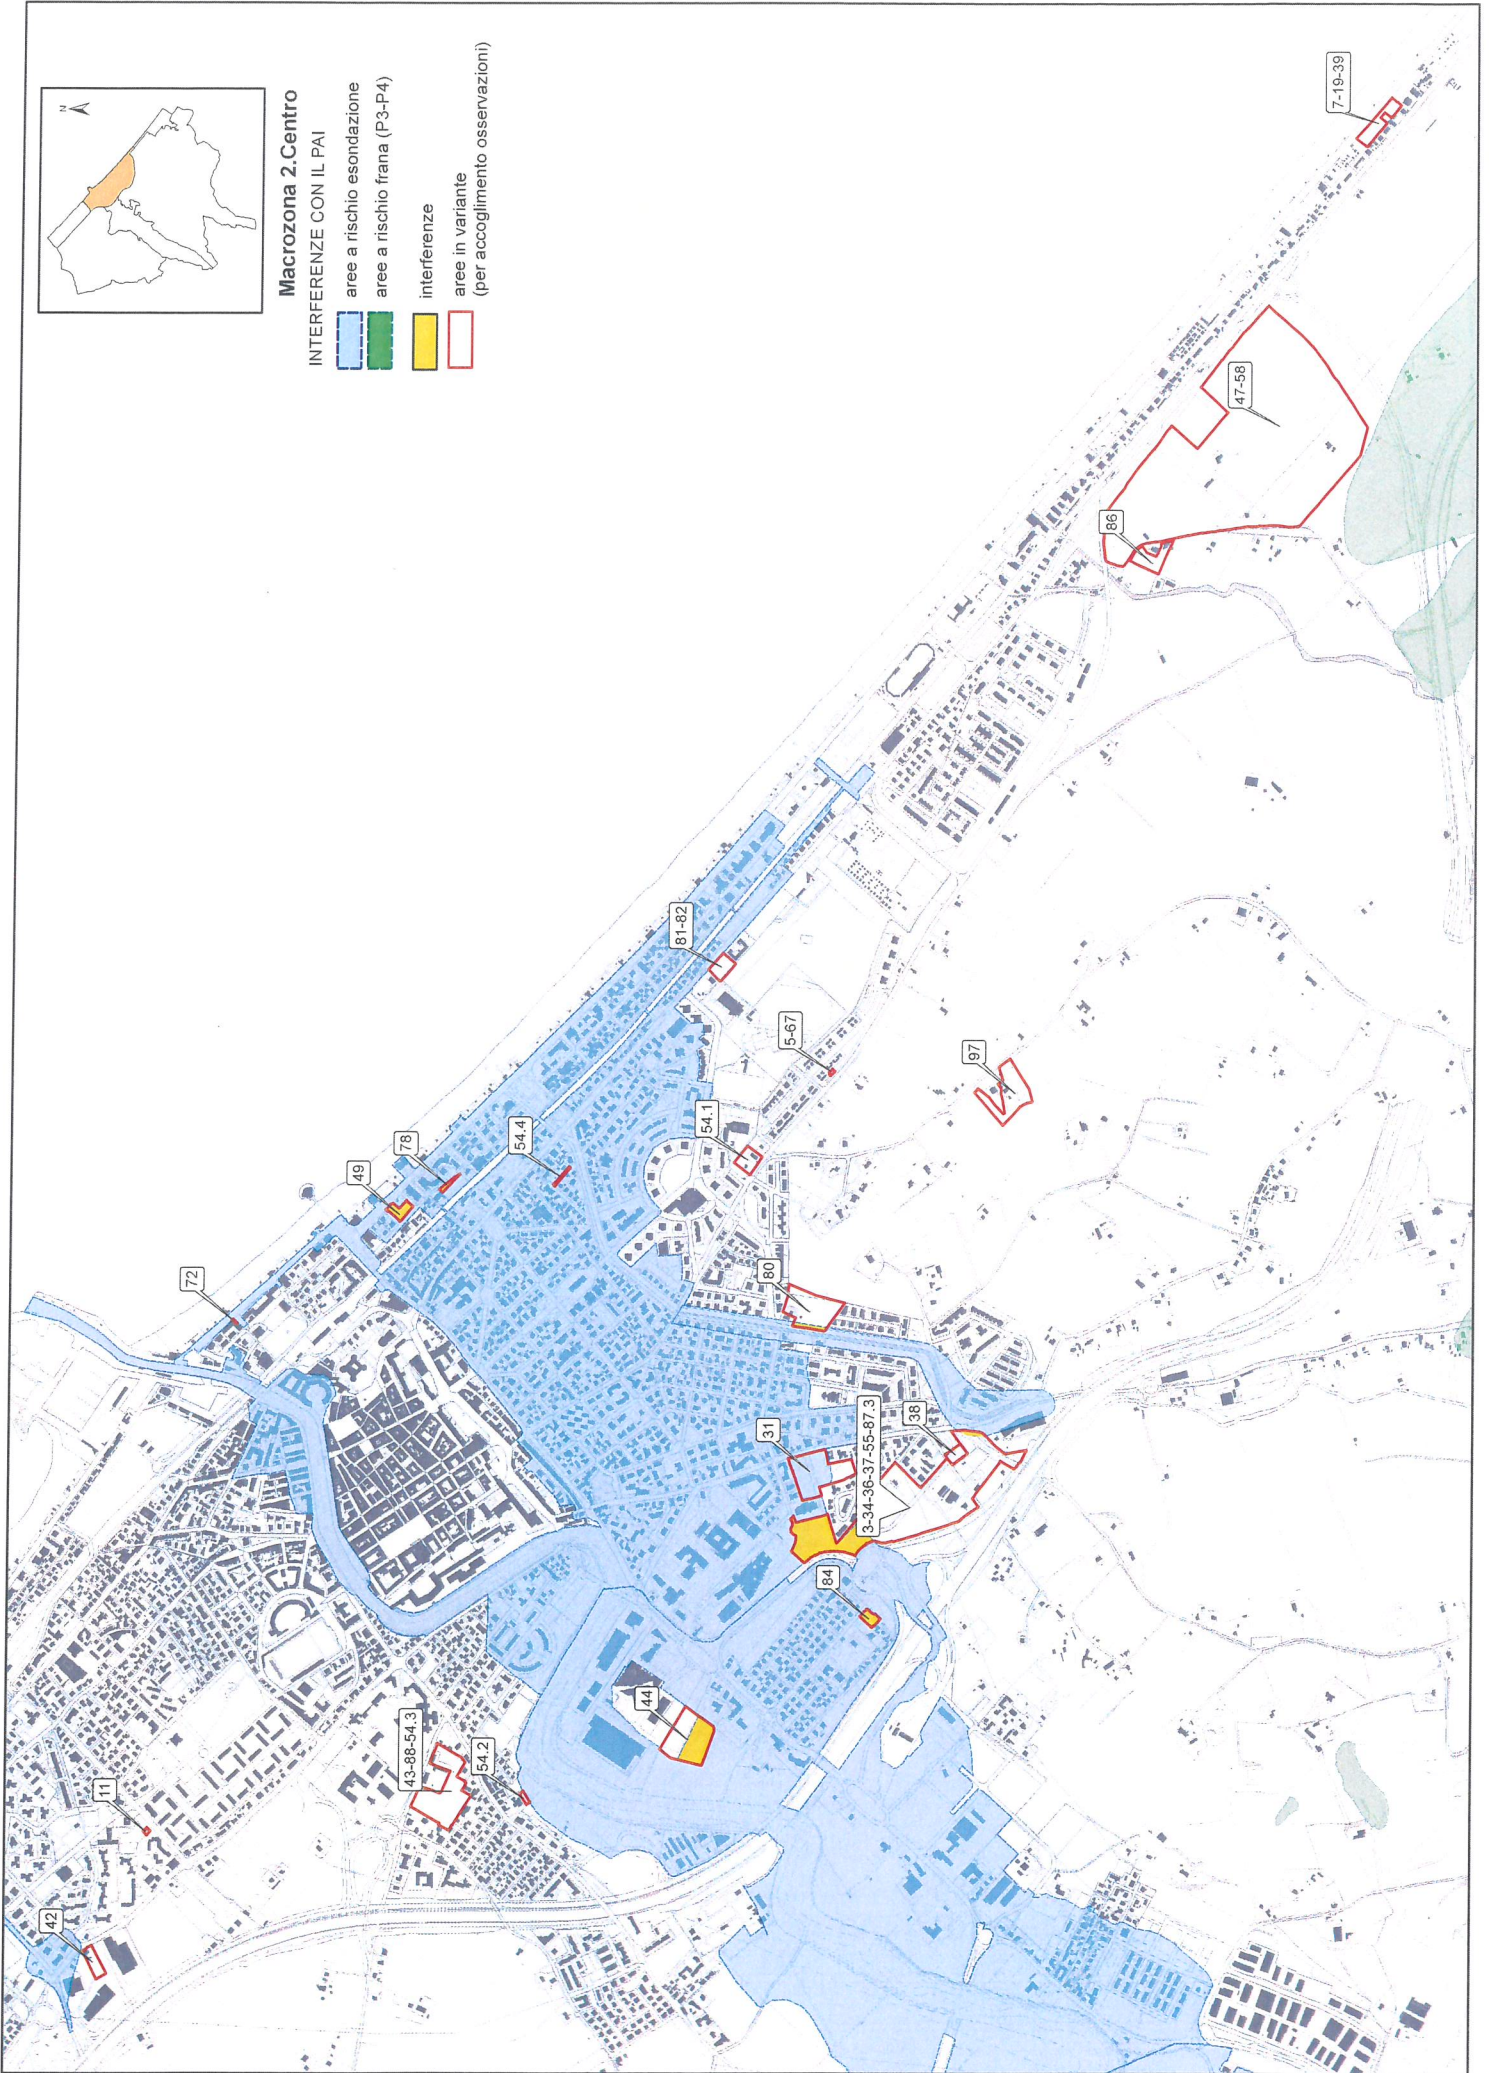 N
Macrozona 2.Centro
INTERFERENZE CON IL PAI
aree a rischio esondazione
aree a rischio frana (P3-P4)
interferenze
aree in variante
(per accoglimento osservazioni)
42
11
43-88-54.3
54.2
44
72
49
78
54.4
84
31
3-34-36-37-55-87.3
38
80
54.1
5-67
81-82
97
86
47-58
7-19-39